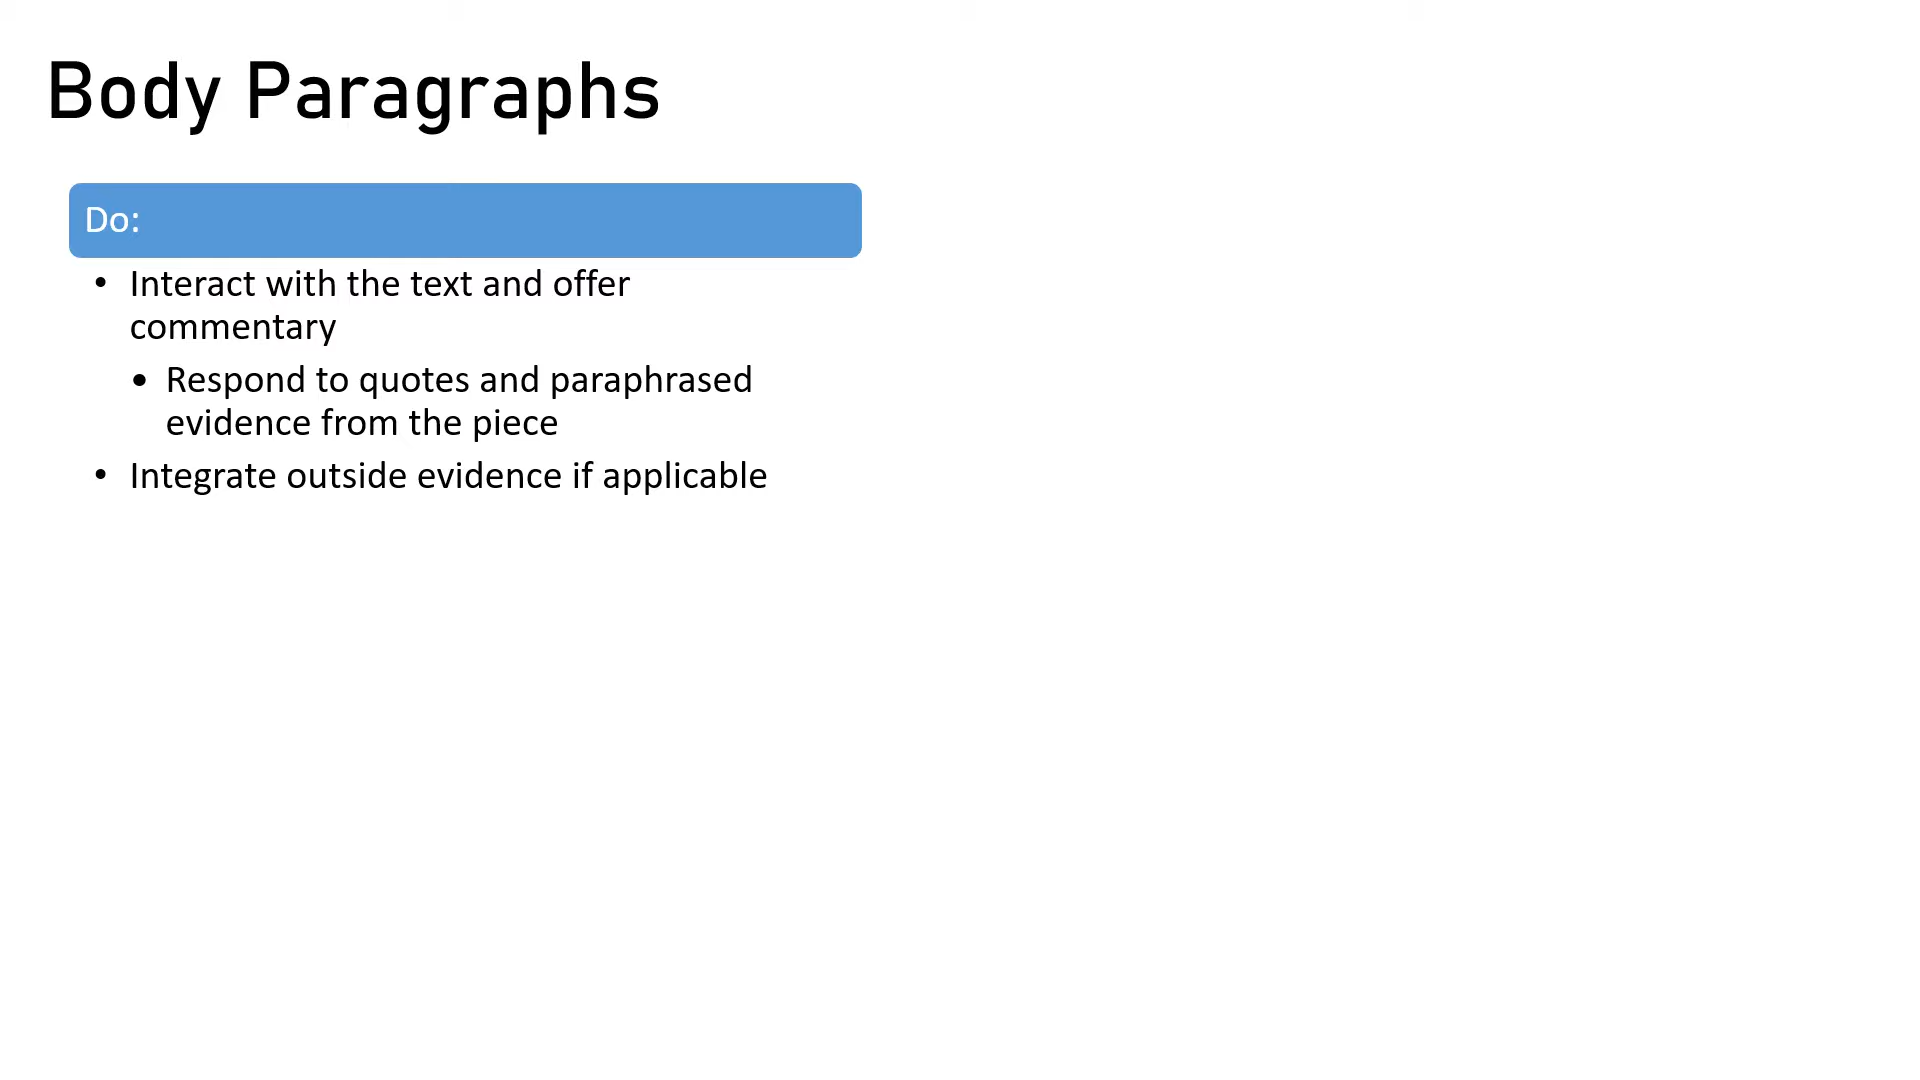 Body Paragraphs
Do:
• Interact with the text and offer
commentary
• Respond to quotes and paraphrased
evidence from the piece
• Integrate outside evidence if applicable